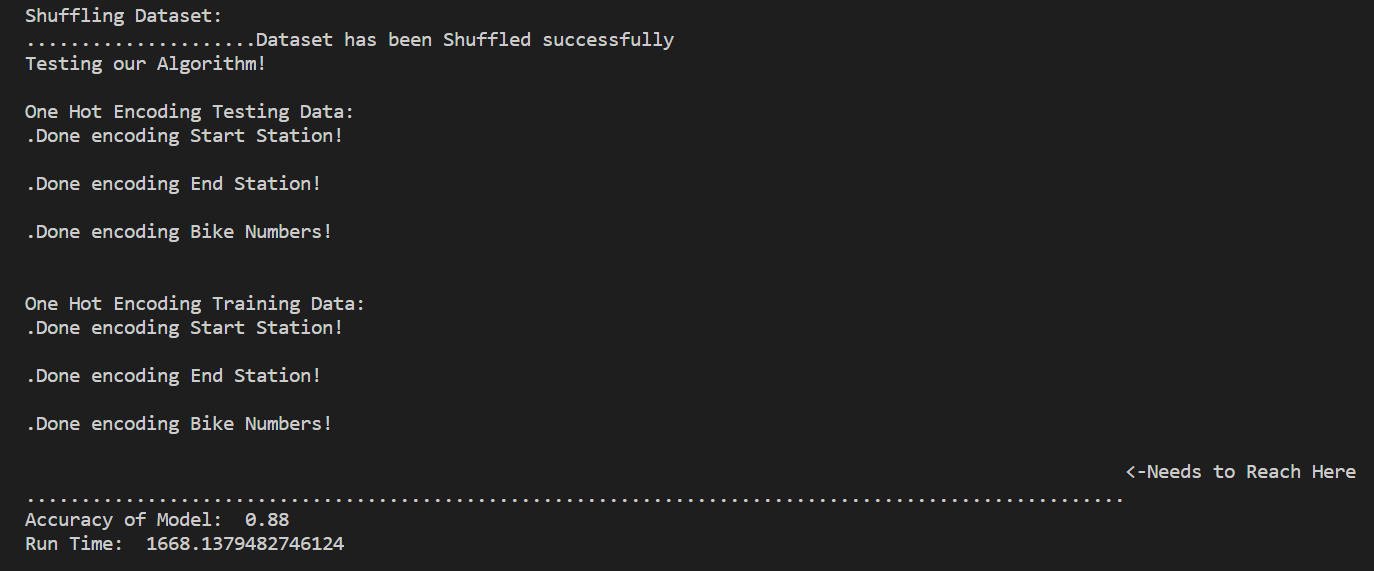 Shuffling Dataset:
.....................Dataset has been Shuffled successfully
Testing our Algorithm!
One Hot Encoding Testing Data:
.Done encoding Start Station!
.Done encoding End Station!
.Done encoding Bike Numbers!
One Hot Encoding Training Data:
.Done encoding Start Station!
.Done encoding End Station!
.Done encoding Bike Numbers!
<-Needs to Reach Here
....................................................................................................
Accuracy of Model:  0.88
Run Time:  1668.1379482746124